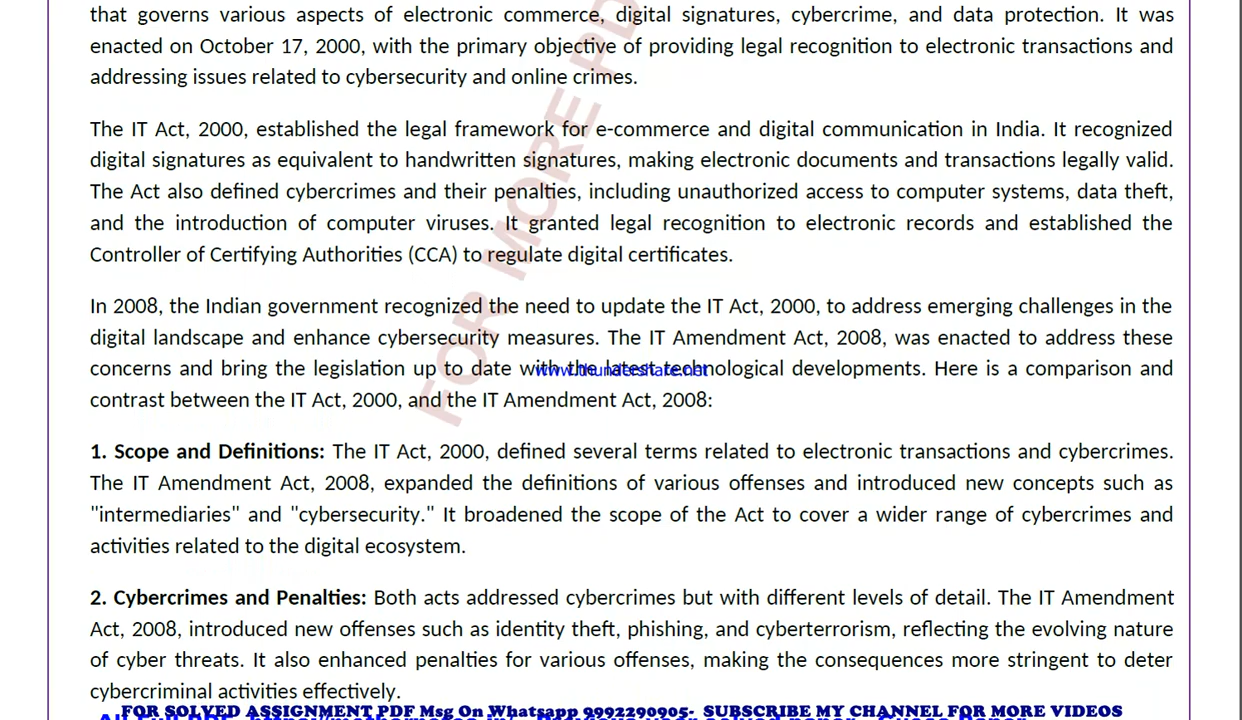 that governs various aspects of electronic commerce, digital signatures, cybercrime, and data protection. It was
enacted on October 17, 2000, with the primary objective of providing legal recognition to electronic transactions and
addressing issues related to cybersecurity and online crimes.
The IT Act, 2000, established the legal framework for e-commerce and digital communication in India. It recognized
digital signatures as equivalent to handwritten signatures, making electronic documents and transactions legally valid.
The Act also defined cybercrimes and their penalties, including unauthorized access to computer systems, data theft,
and the introduction of computer viruses. It granted legal recognition to electronic records and established the
Controller of Certifying Authorities (CCA) to regulate digital certificates.
In 2008, the Indian government recognized the need to update the IT Act, 2000, to address emerging challenges in the
digital landscape and enhance cybersecurity measures. The IT Amendment Act, 2008, was enacted to address these
concerns and bring the legislation up to date with the latest technological developments. Here is a comparison and
www.thundershare.net
contrast between the IT Act, 2000, and the IT Amendment Act, 2008:
1. Scope and Definitions: The IT Act, 2000, defined several terms related to electronic transactions and cybercrimes.
The IT Amendment Act, 2008, expanded the definitions of various offenses and introduced new concepts such as
"intermediaries" and "cybersecurity." It broadened the scope of the Act to cover a wider range of cybercrimes and
activities related to the digital ecosystem.
2. Cybercrimes and Penalties: Both acts addressed cybercrimes but with different levels of detail. The IT Amendment
Act, 2008, introduced new offenses such as identity theft, phishing, and cyberterrorism, reflecting the evolving nature
of cyber threats. It also enhanced penalties for various offenses, making the consequences more stringent to deter
cybercriminal activities effectively.
FOR SOLVED ASSIGNMENT PDF Msg On Whatsapp 9992290905- SUBSCRIBE MY CHANNEL FOR MORE VIDEOS
FOR MORE PD